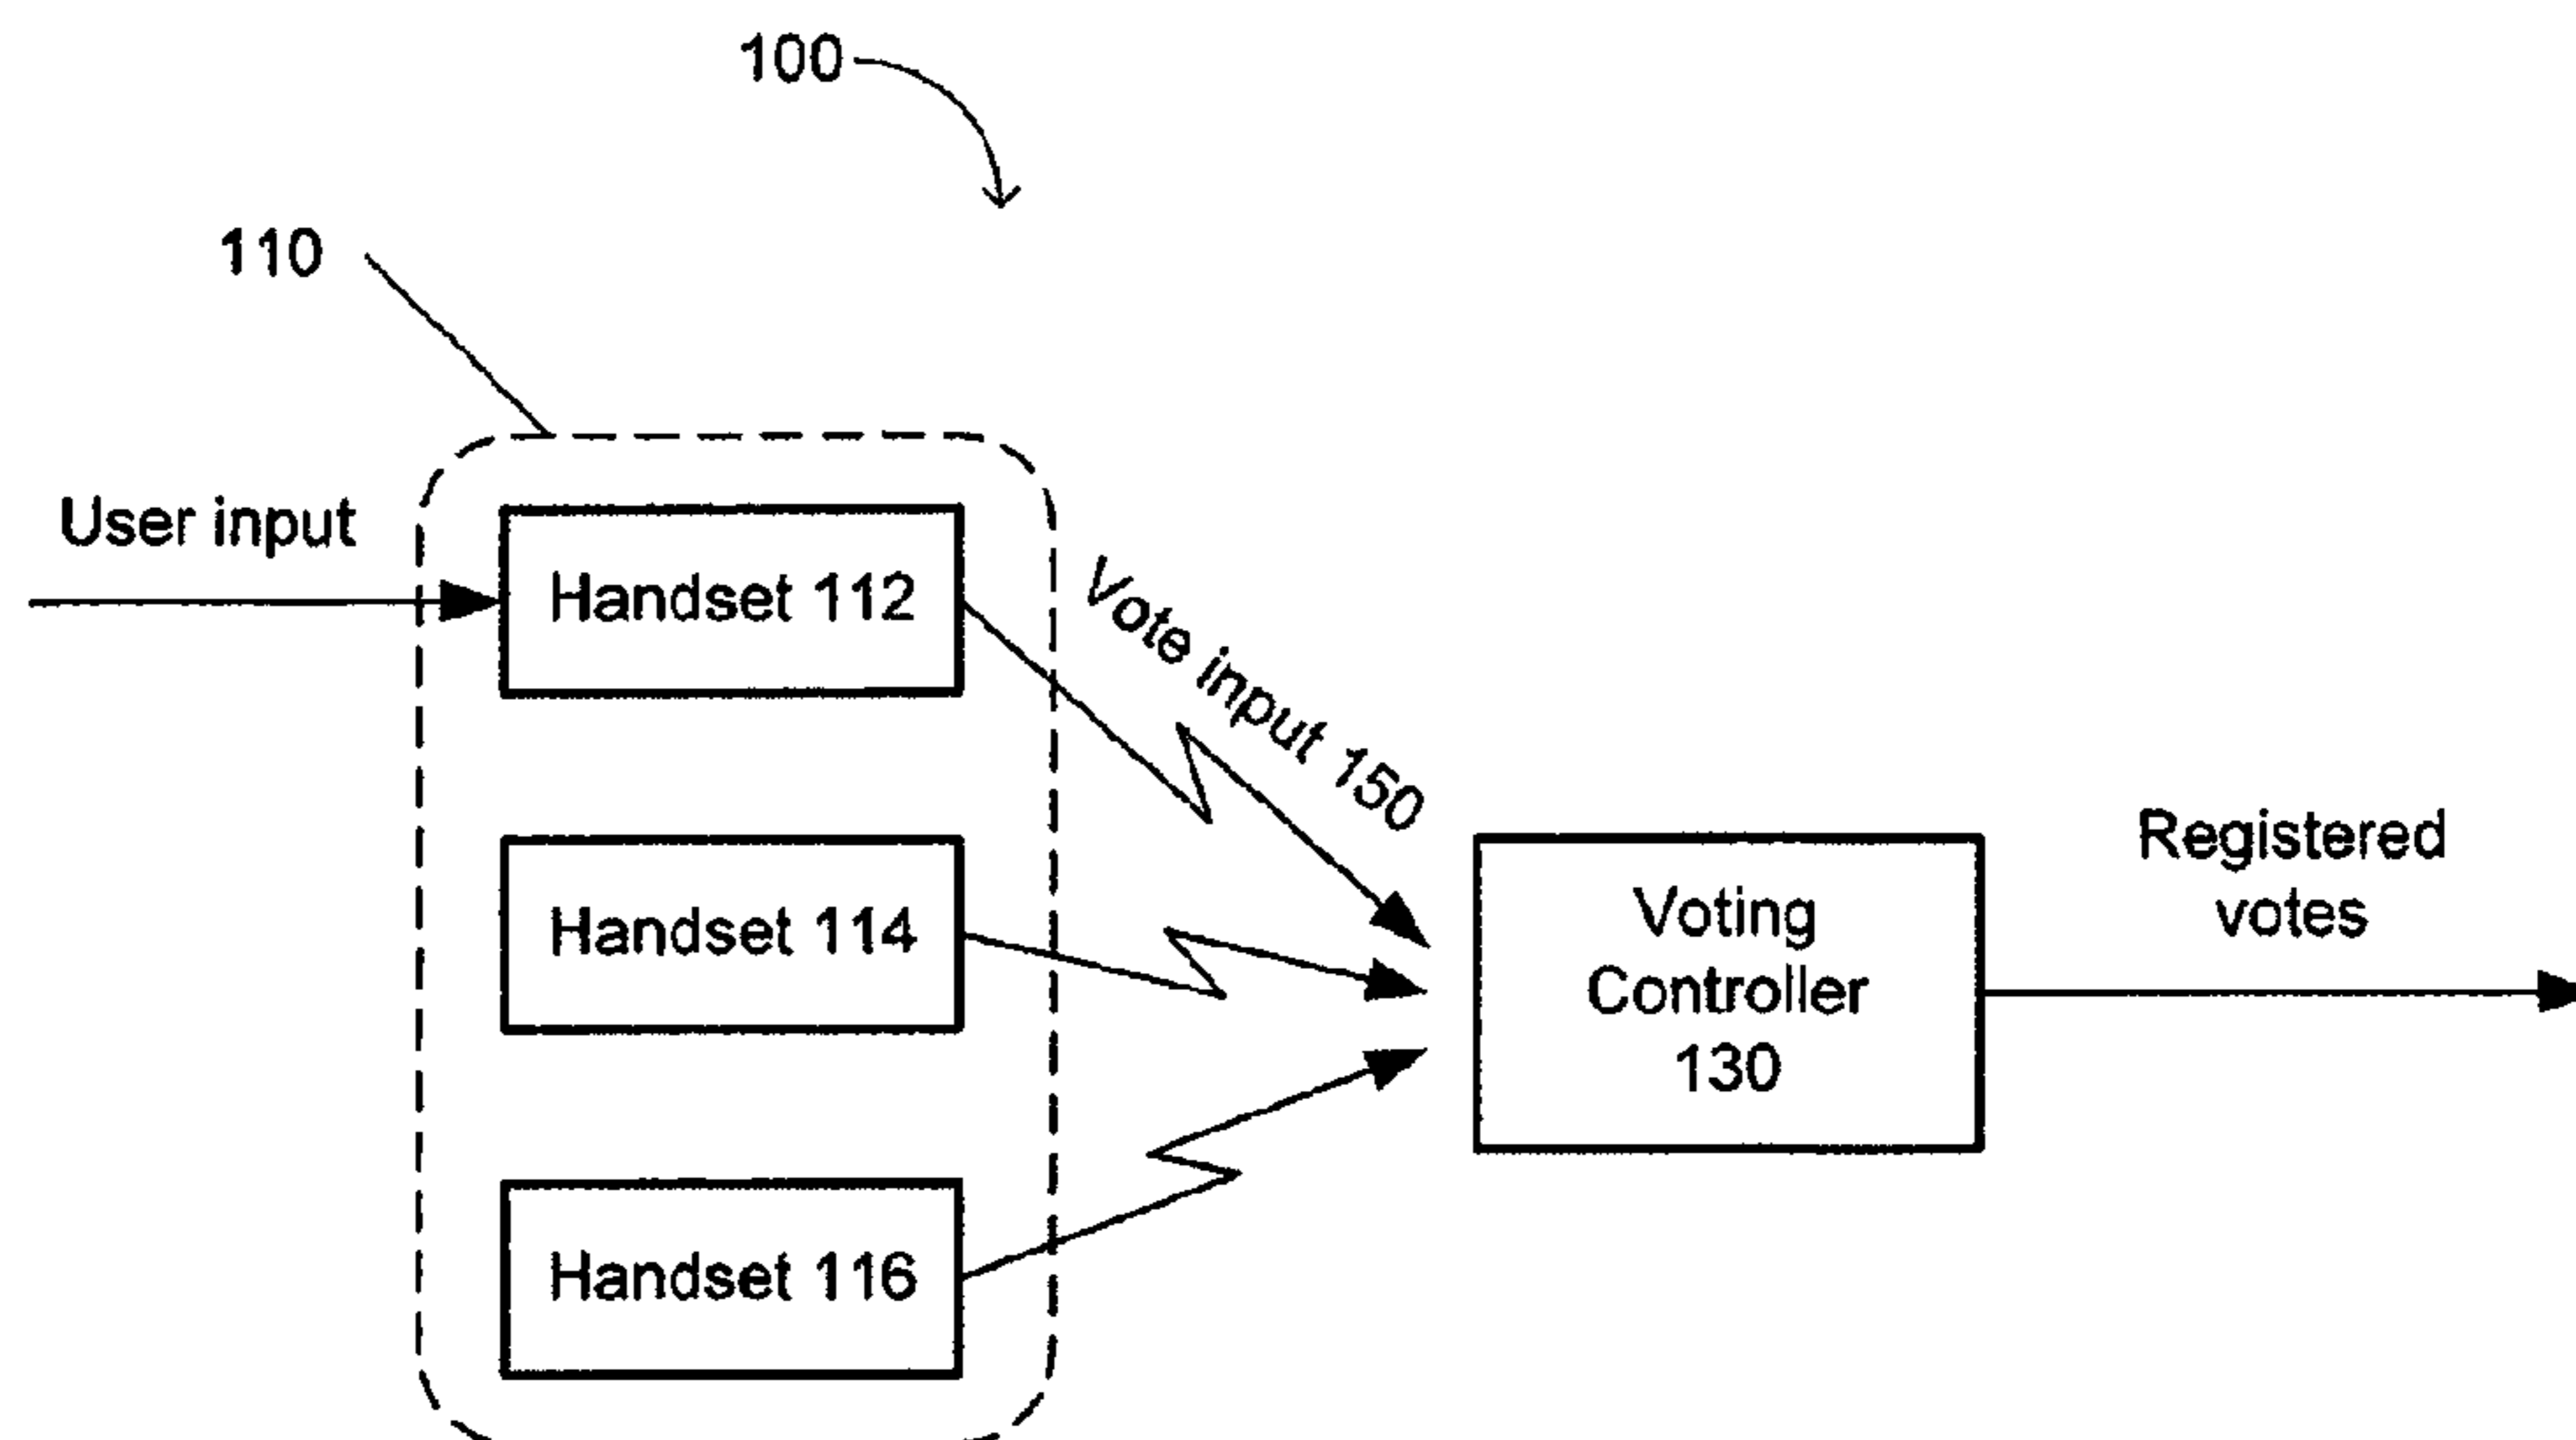 100
110
User input
Handset 112
Vote input 150
Handset 114
Registered
votes
Voting
Controller
130
Handset 116